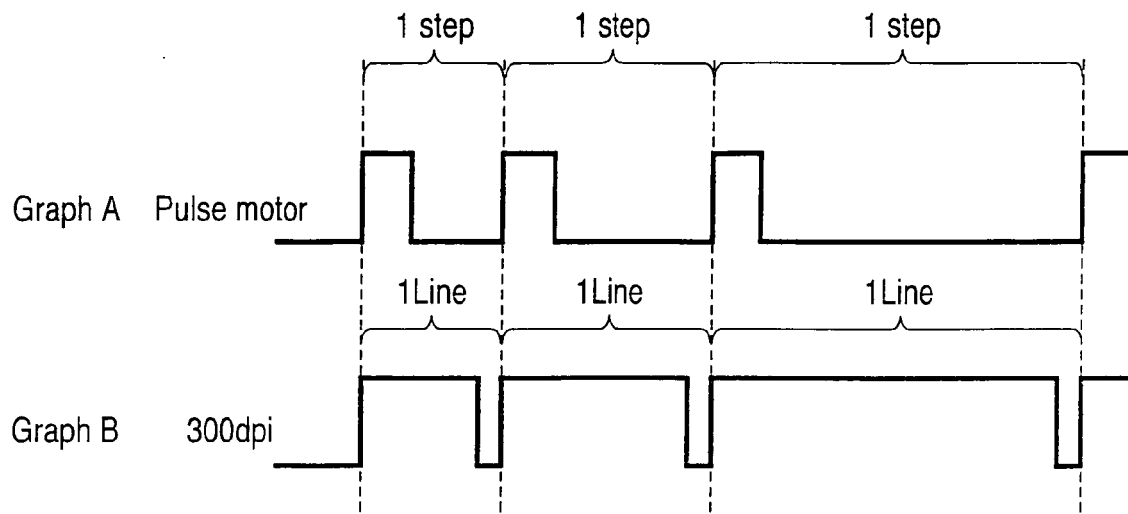 1 step 1 step 1 step
Graph A Pulse motor
1Line 1Line 1Line
Graph B 300dpi